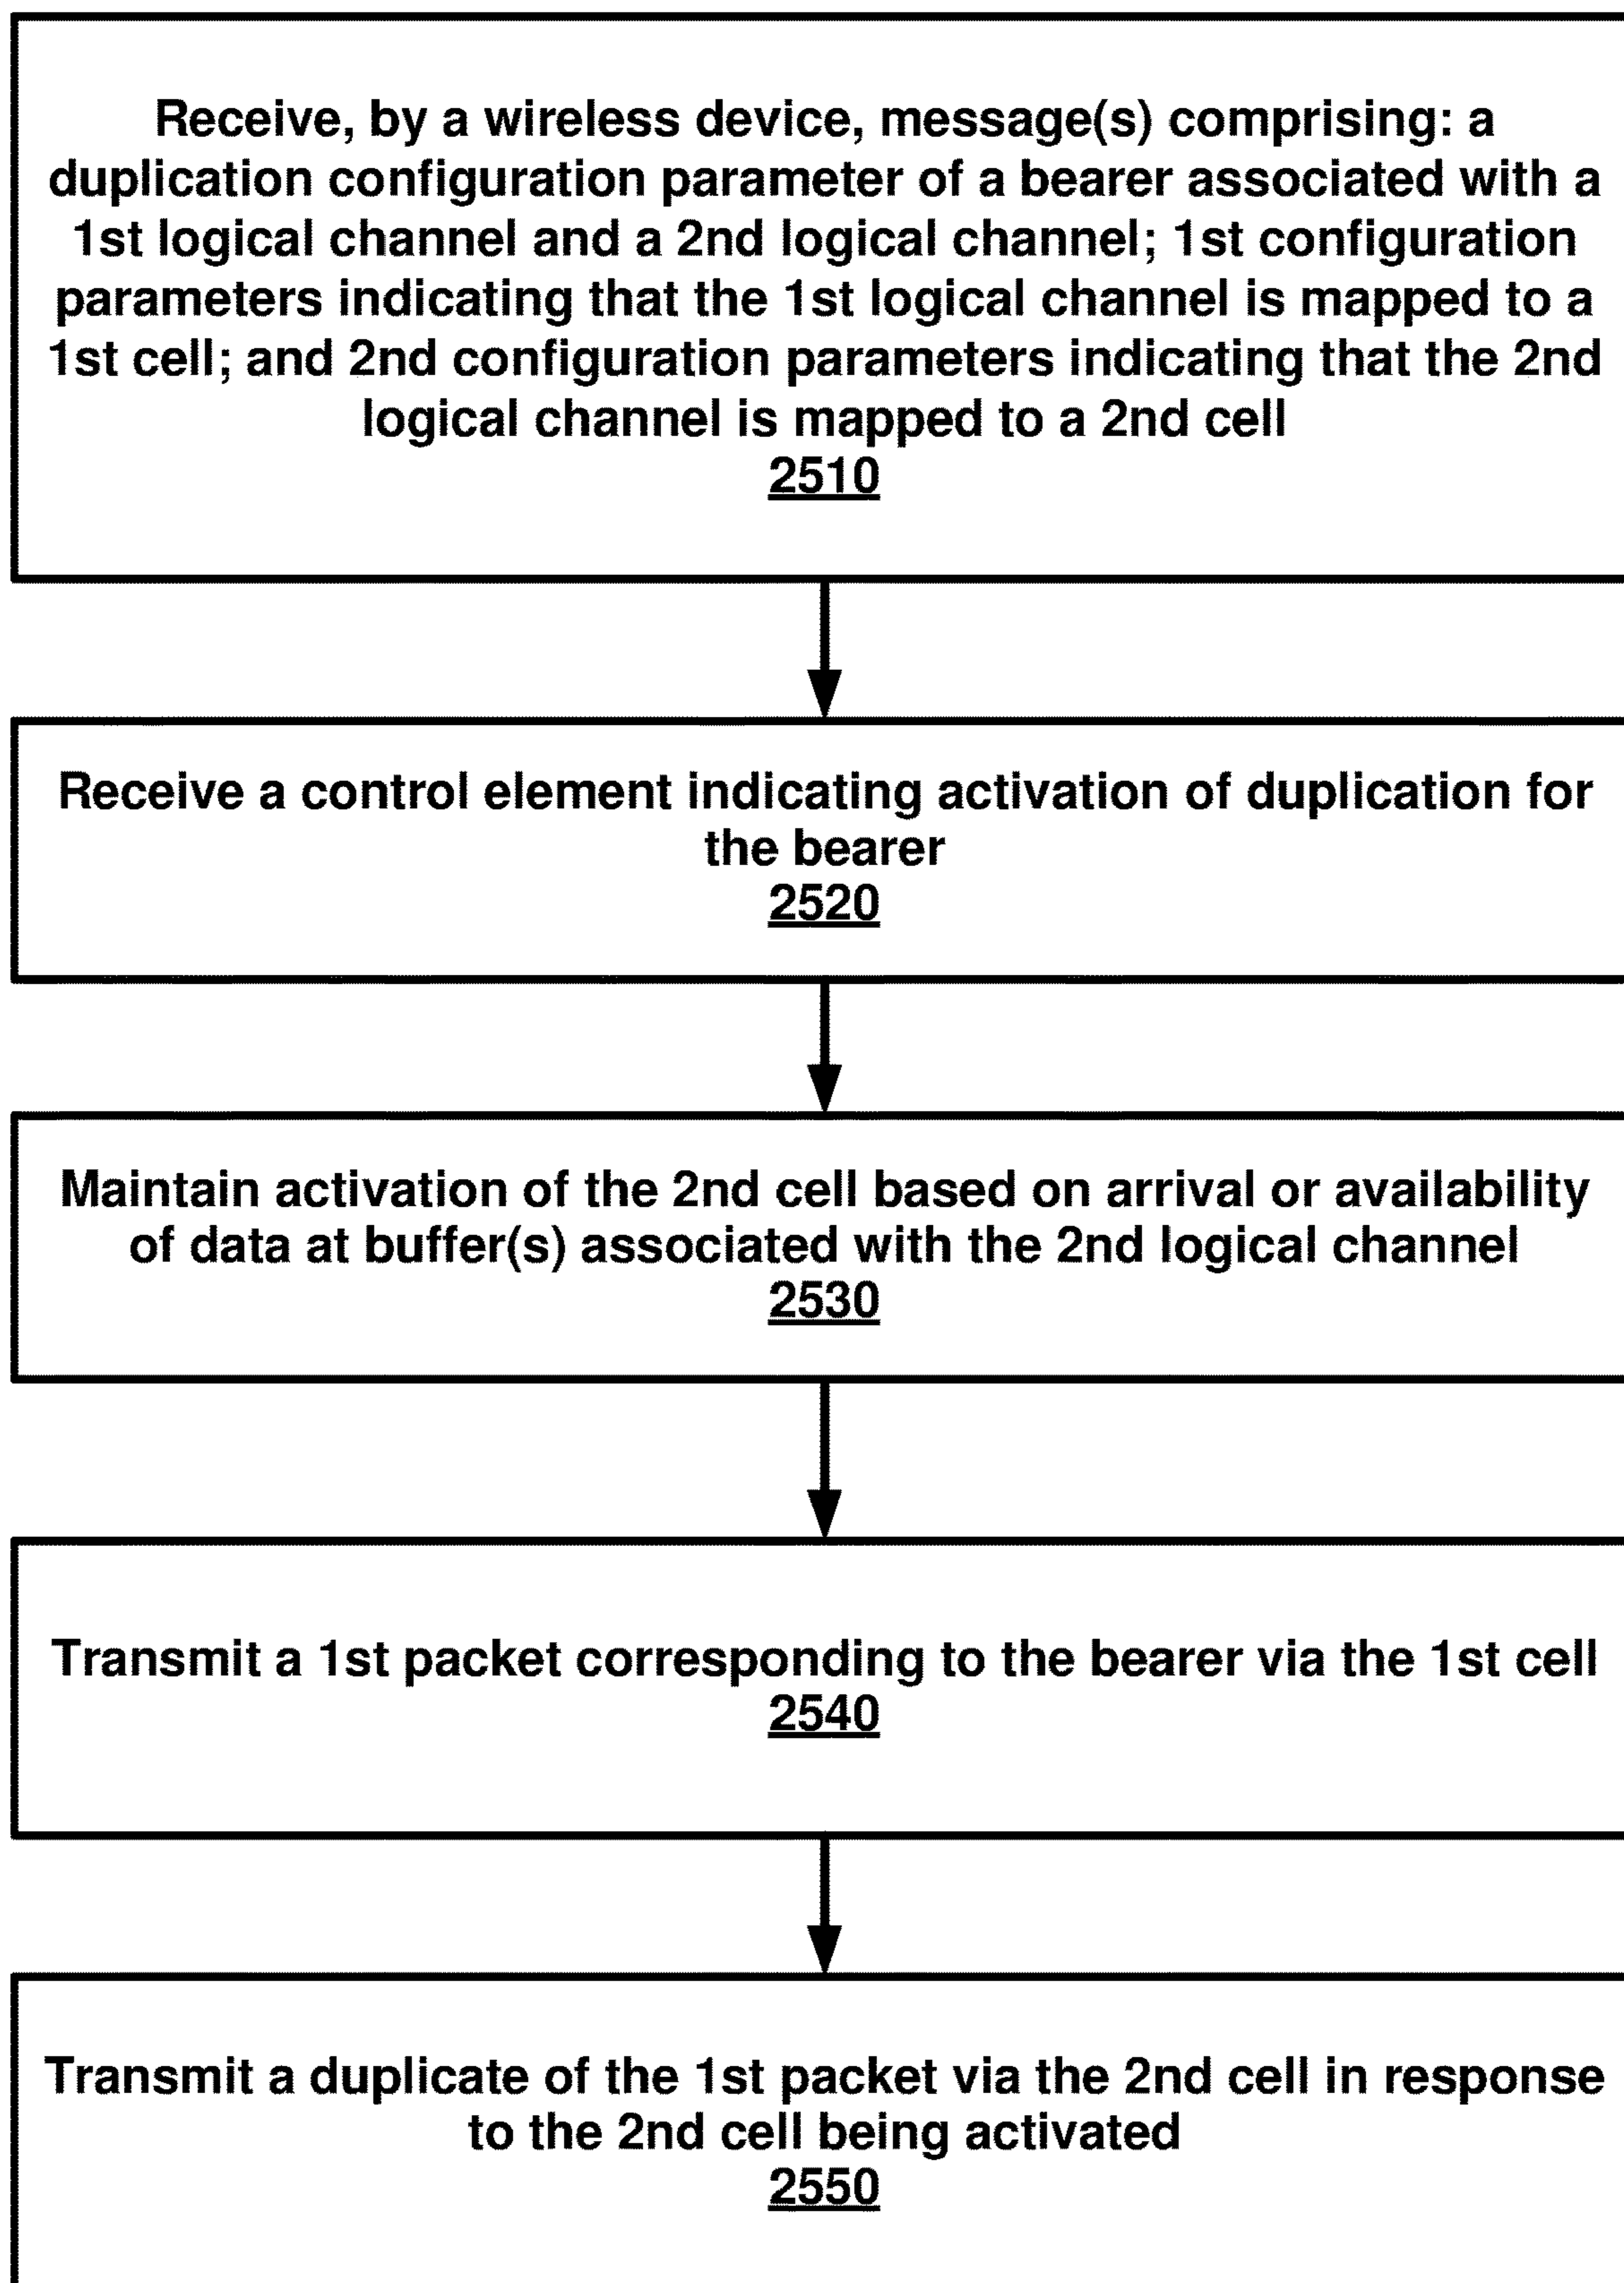 Receive, by a wireless device, message(s) comprising: a
duplication configuration parameter of a bearer associated with a
1st logical channel and a 2nd logical channel; 1st configuration
parameters indicating that the 1st logical channel is mapped to a
1st cell; and 2nd configuration parameters indicating that the 2nd
logical channel is mapped to a 2nd cell
2510
Receive a control element indicating activation of duplication for
the bearer
2520
Maintain activation of the 2nd cell based on arrival or availability
of data at buffer(s) associated with the 2nd logical channel
2530
Transmit a 1st packet corresponding to the bearer via the 1st cell
2540
Transmit a duplicate of the 1st packet via the 2nd cell in response
to the 2nd cell being activated
2550